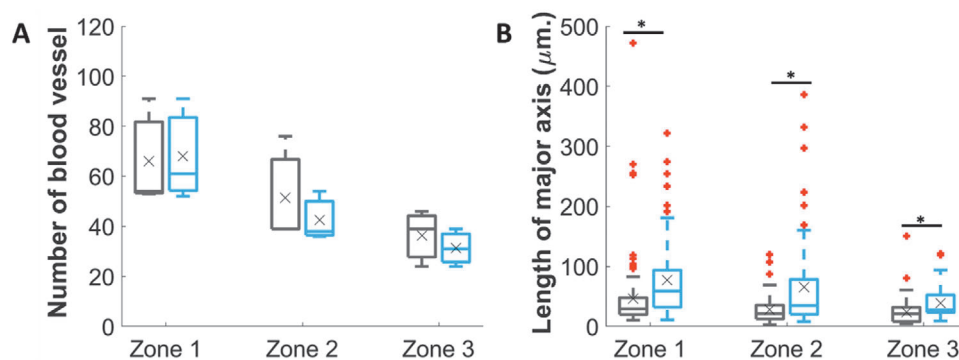 A
Number of blood vessel
120
100
80
60
40
20
0
Zone 1 Zone 2 Zone 3
B
Length of major axis (μm.)
500
400
300
200
100
0
*
*
*
Zone 1 Zone 2 Zone 3